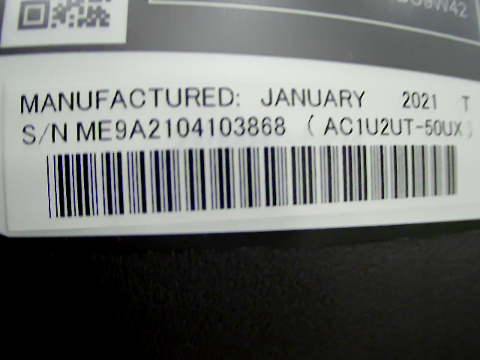 MANUFACTURED: JANUARY 2021 T
S/N ME9A2104103868 ( AC1U2UT-50UX )